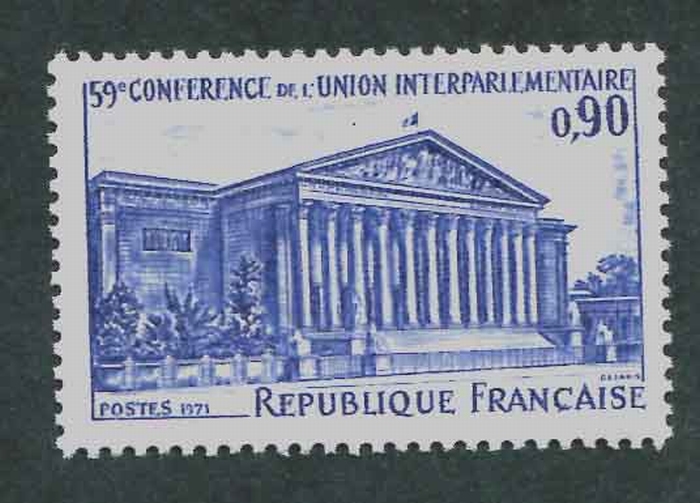 59e CONFERENCE DE L'UNION INTERPARLEMENTAIRE
0,90
POSTES 1971 REPUBLIQUE FRANÇAISE